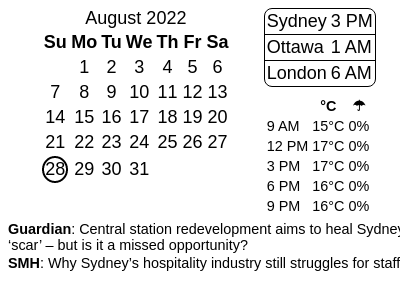 August 2022
Su Mo Tu We Th Fr Sa
1 2 3 4 5 6
7 8 9 10 11 12 13
14 15 16 17 18 19 20
21 22 23 24 25 26 27
28 29 30 31
Sydney 3 PM
Ottawa 1 AM
London 6 AM
°C ☂
9 AM 15°C 0%
12 PM 17°C 0%
3 PM 17°C 0%
6 PM 16°C 0%
9 PM 16°C 0%
Guardian: Central station redevelopment aims to heal Sydney
‘scar’ – but is it a missed opportunity?
SMH: Why Sydney’s hospitality industry still struggles for staff